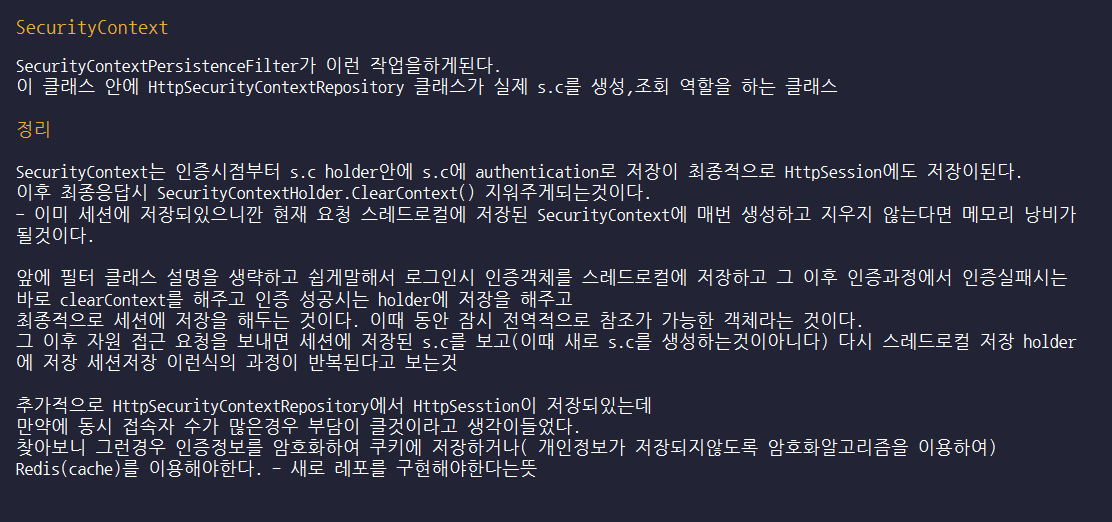 SecurityContext
SecurityContextPersistenceFilter가 이런 작업을하게된다.
이 클래스 안에 HttpSecurityContextRepository 클래스가 실제 s.c를 생성,조회 역할을 하는 클래스
정리
SecurityContext는 인증시점부터 s.c holder안에 s.c에 authentication로 저장이 최종적으로 HttpSession에도 저장이된다.
이후 최종응답시 SecurityContextHolder.ClearContext() 지워주게되는것이다.
- 이미 세션에 저장되있으니깐 현재 요청 스레드로컬에 저장된 SecurityContext에 매번 생성하고 지우지 않는다면 메모리 낭비가
될것이다.
앞에 필터 클래스 설명을 생략하고 쉽게말해서 로그인시 인증객체를 스레드로컬에 저장하고 그 이후 인증과정에서 인증실패시는
바로 clearContext를 해주고 인증 성공시는 holder에 저장을 해주고
최종적으로 세션에 저장을 해두는 것이다. 이때 동안 잠시 전역적으로 참조가 가능한 객체라는 것이다.
그 이후 자원 접근 요청을 보내면 세션에 저장된 s.c를 보고(이때 새로 s.c를 생성하는것이아니다) 다시 스레드로컬 저장 holder
에 저장 세션저장 이런식의 과정이 반복된다고 보는것
추가적으로 HttpSecurityContextRepository에서 HttpSesstion이 저장되있는데
만약에 동시 접속자 수가 많은경우 부담이 클것이라고 생각이들었다.
찾아보니 그런경우 인증정보를 암호화하여 쿠키에 저장하거나( 개인정보가 저장되지않도록 암호화알고리즘을 이용하여)
Redis(cache)를 이용해야한다. - 새로 레포를 구현해야한다는뜻